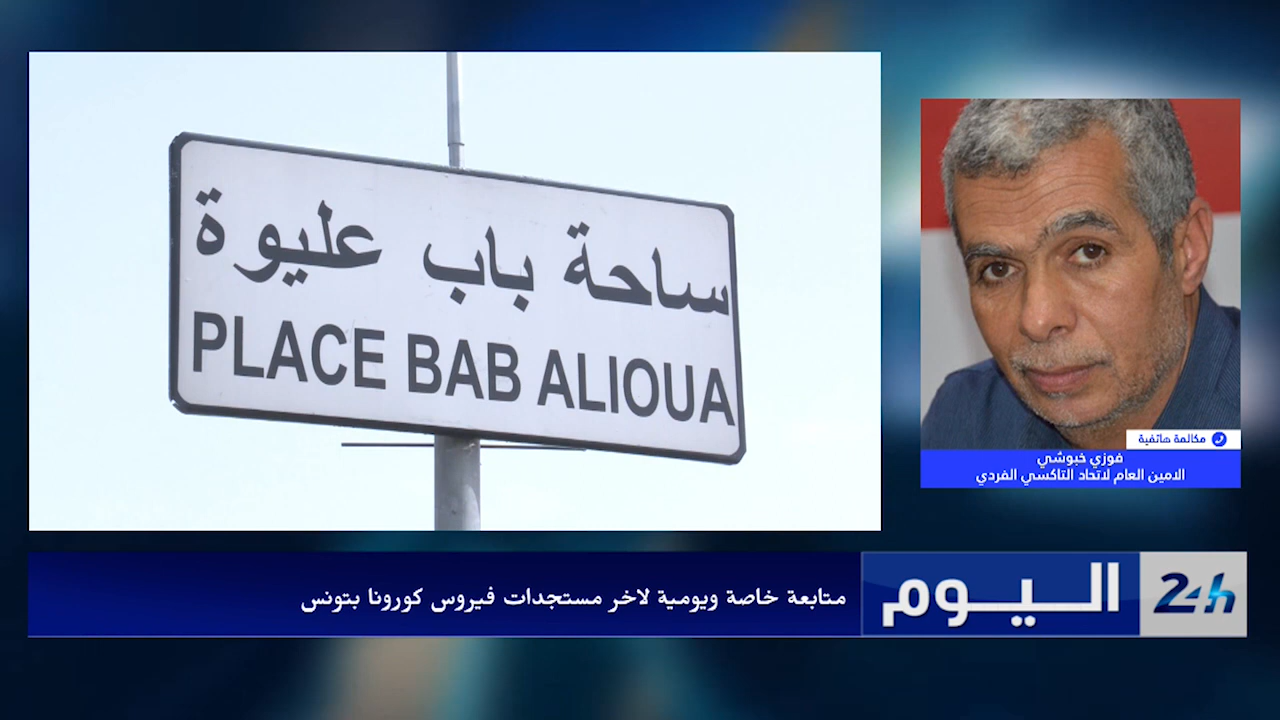 ساحة باب عليوة
PLACE BAB ALIOUA
مكالمة هاتفية
فوزي خبوشي
الامين العام لاتحاد التاكسي الفردي
متابعة خاصة ويومية لاخر مستجدات فيروس كورونا بتونس
اليوم
24h